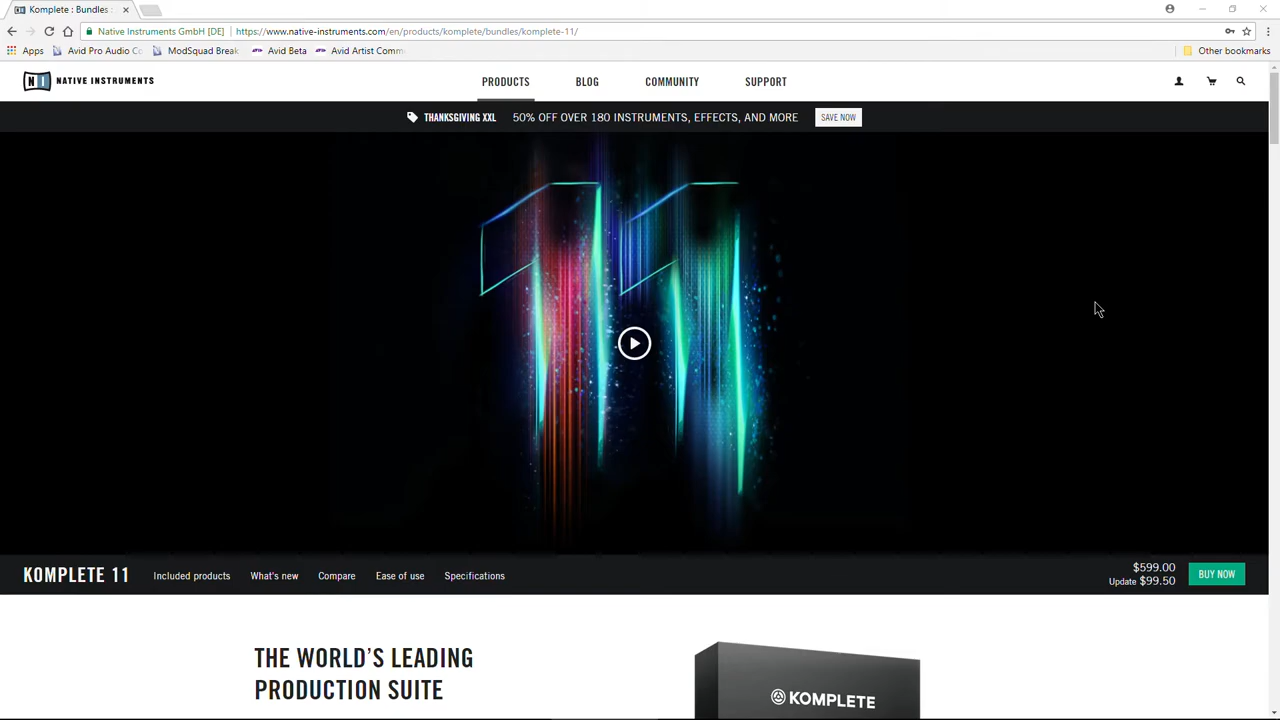 Komplete : Bundles
Native Instruments GmbH [DE] https://www.native-instruments.com/en/products/komplete/bundles/komplete-11/
Apps Avid Pro Audio Co ModSquad Break Avid Beta Avid Artist Comm Other bookmarks
NI NATIVE INSTRUMENTS PRODUCTS BLOG COMMUNITY SUPPORT
THANKSGIVING XXL 50% OFF OVER 180 INSTRUMENTS, EFFECTS, AND MORE SAVE NOW
11
KOMPLETE 11 Included products What's new Compare Ease of use Specifications $599.00 Update $99.50 BUY NOW
THE WORLD'S LEADING
PRODUCTION SUITE
KOMPLETE